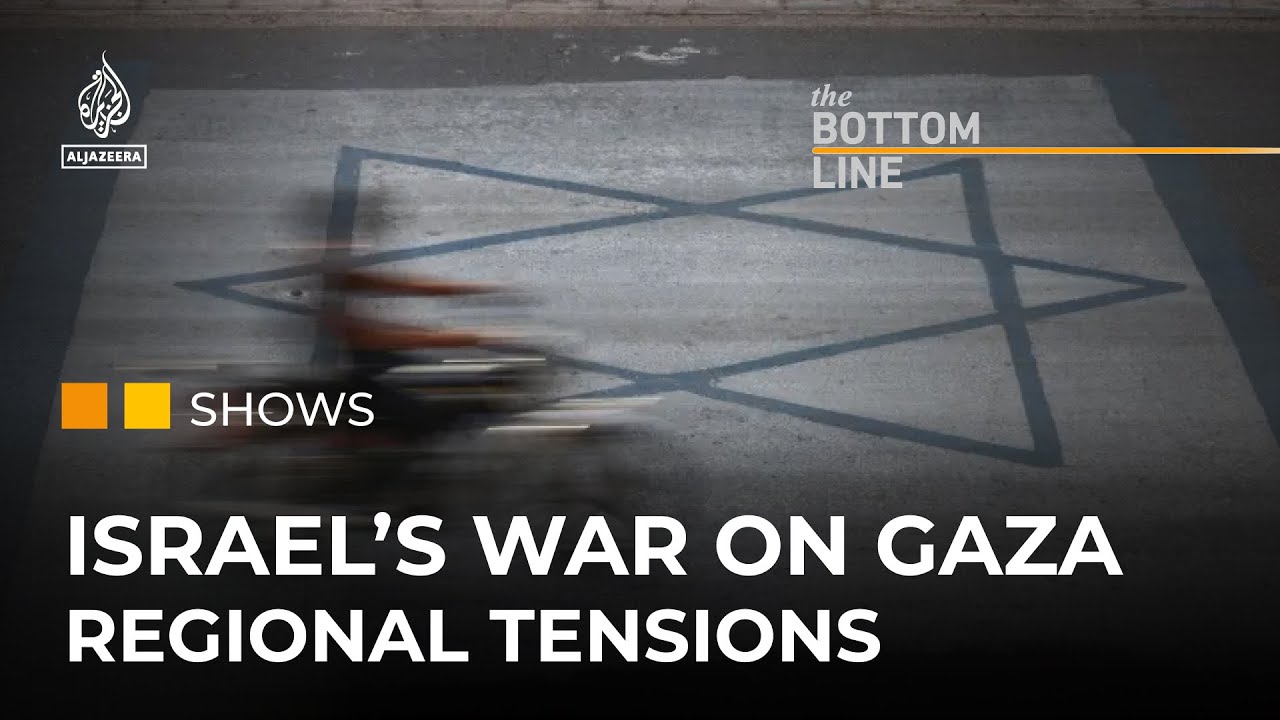 الجزيرة
ALJAZEERA
the
BOTTOM
LINE
SHOWS
ISRAEL’S WAR ON GAZA
REGIONAL TENSIONS